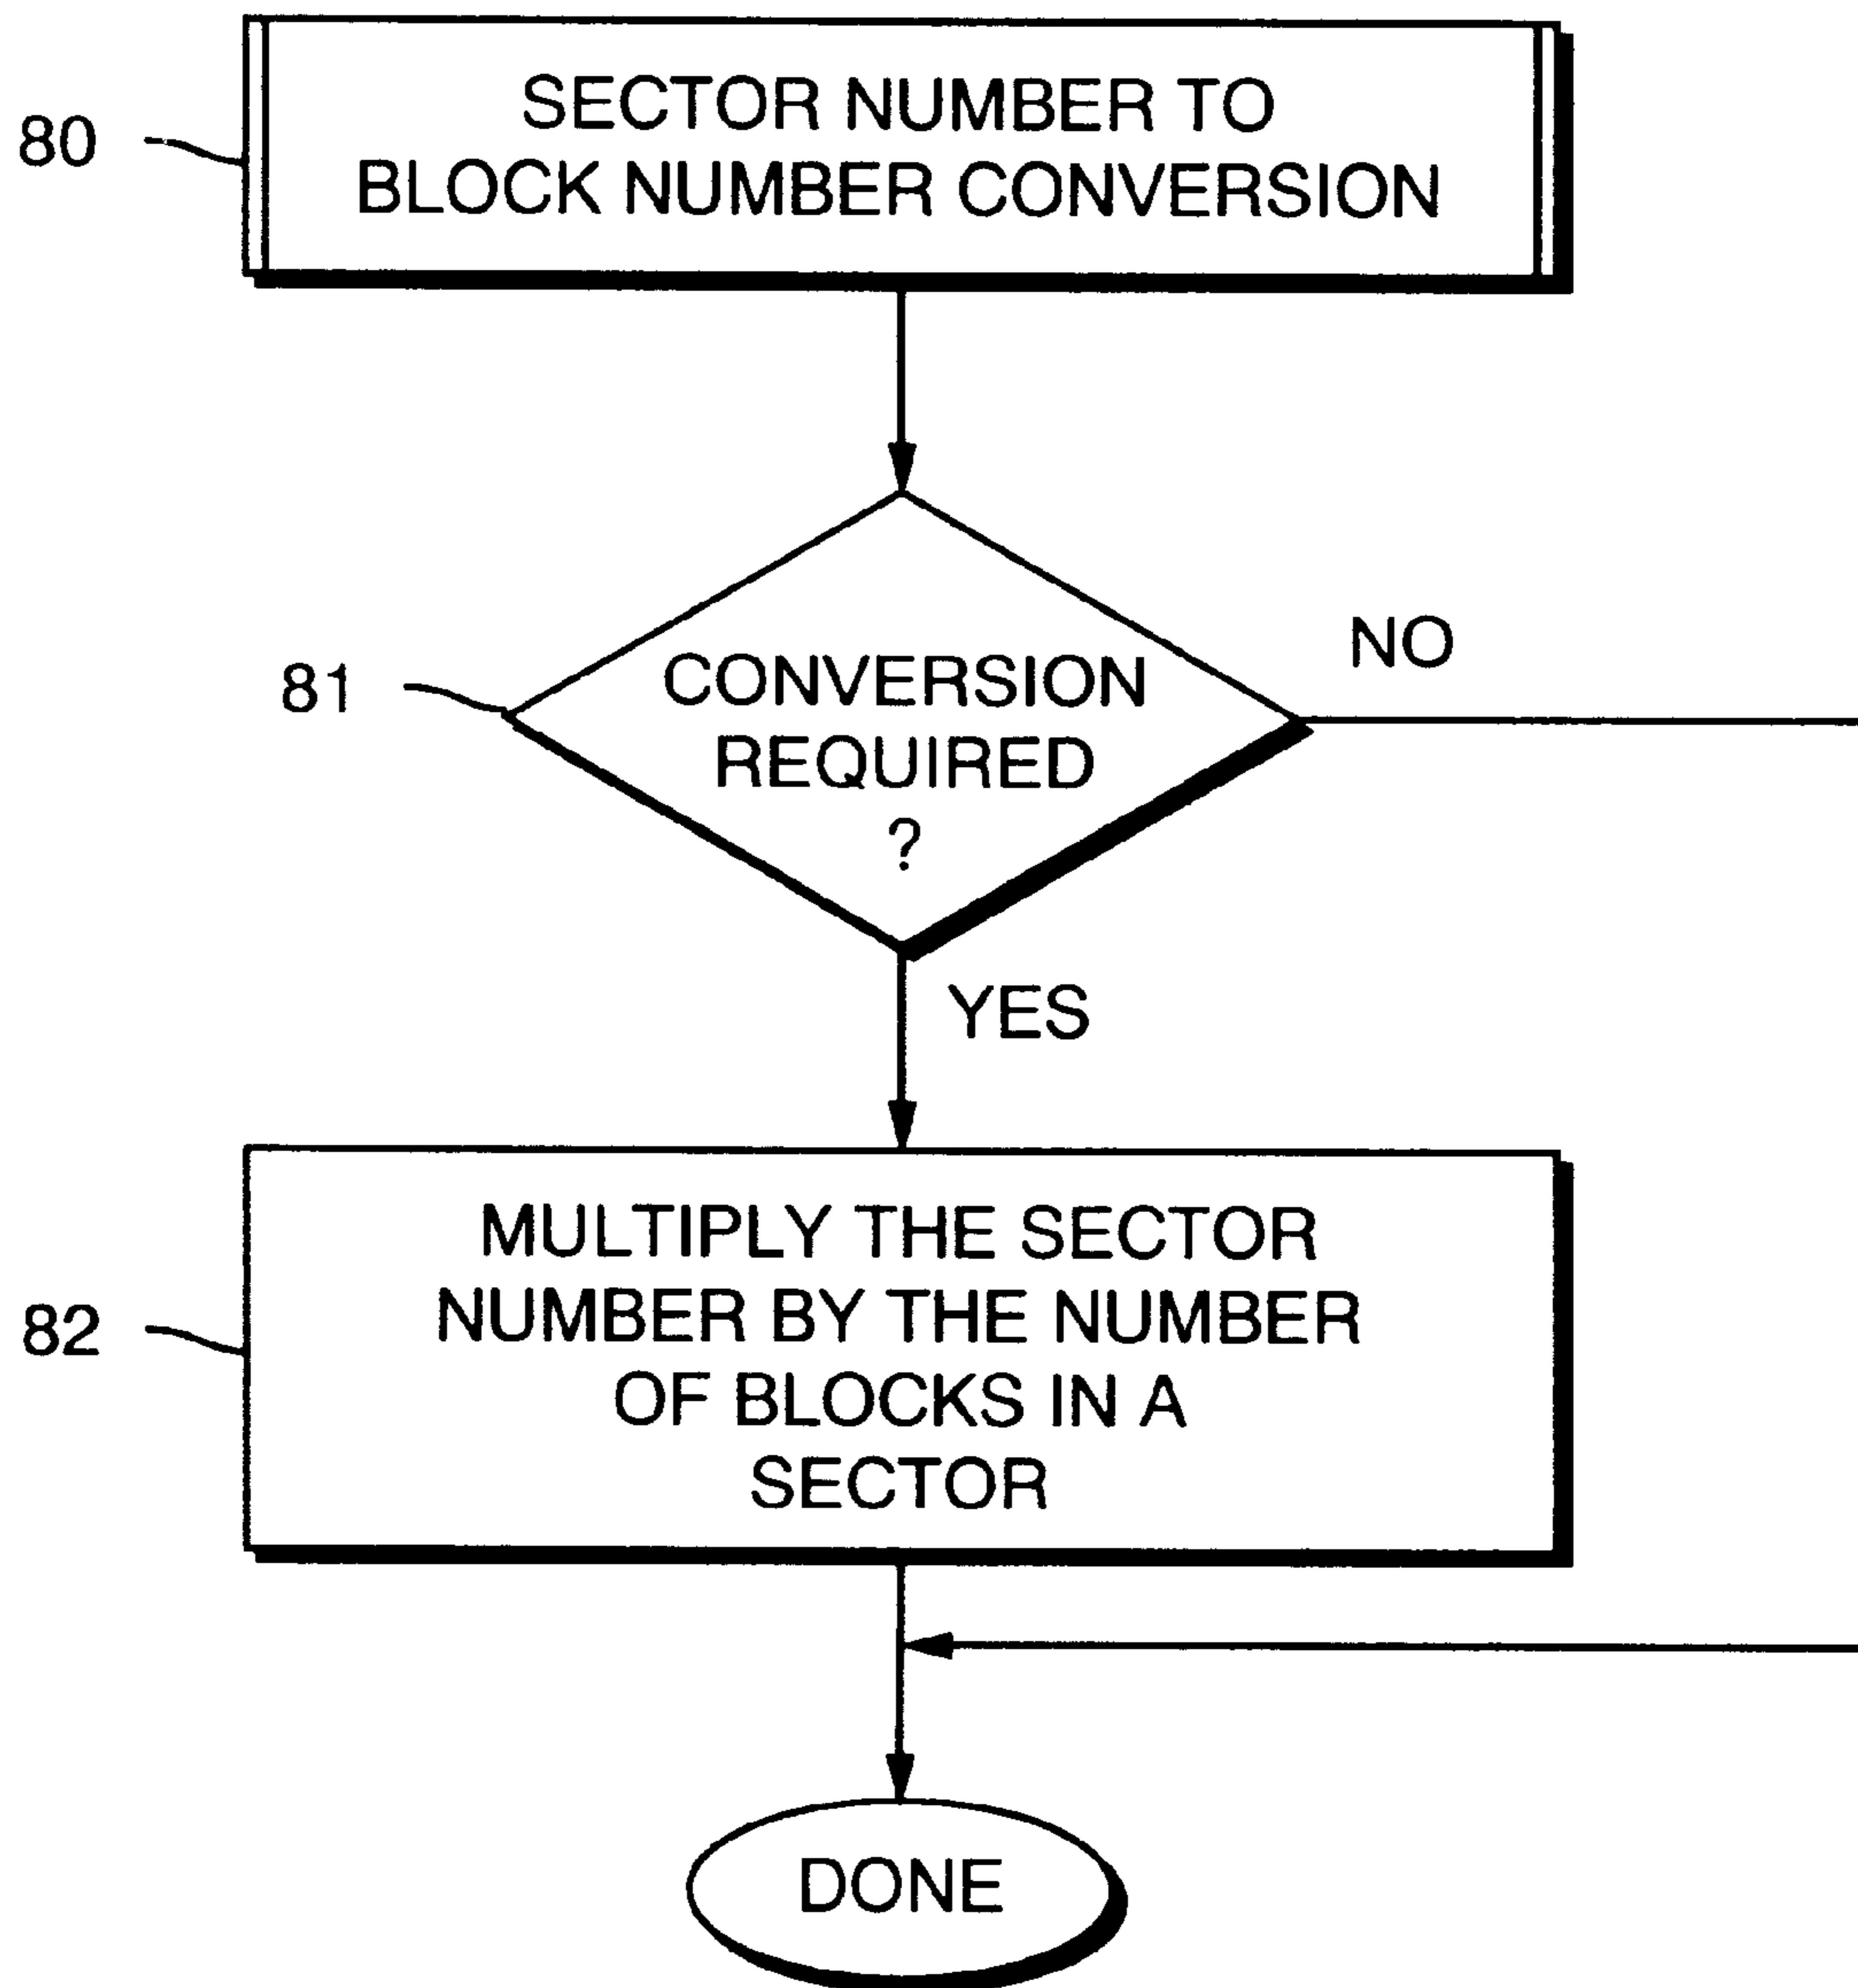 80
SECTOR NUMBER TO
BLOCK NUMBER CONVERSION
81
CONVERSION
REQUIRED
?
NO
YES
82
MULTIPLY THE SECTOR
NUMBER BY THE NUMBER
OF BLOCKS IN A
SECTOR
DONE